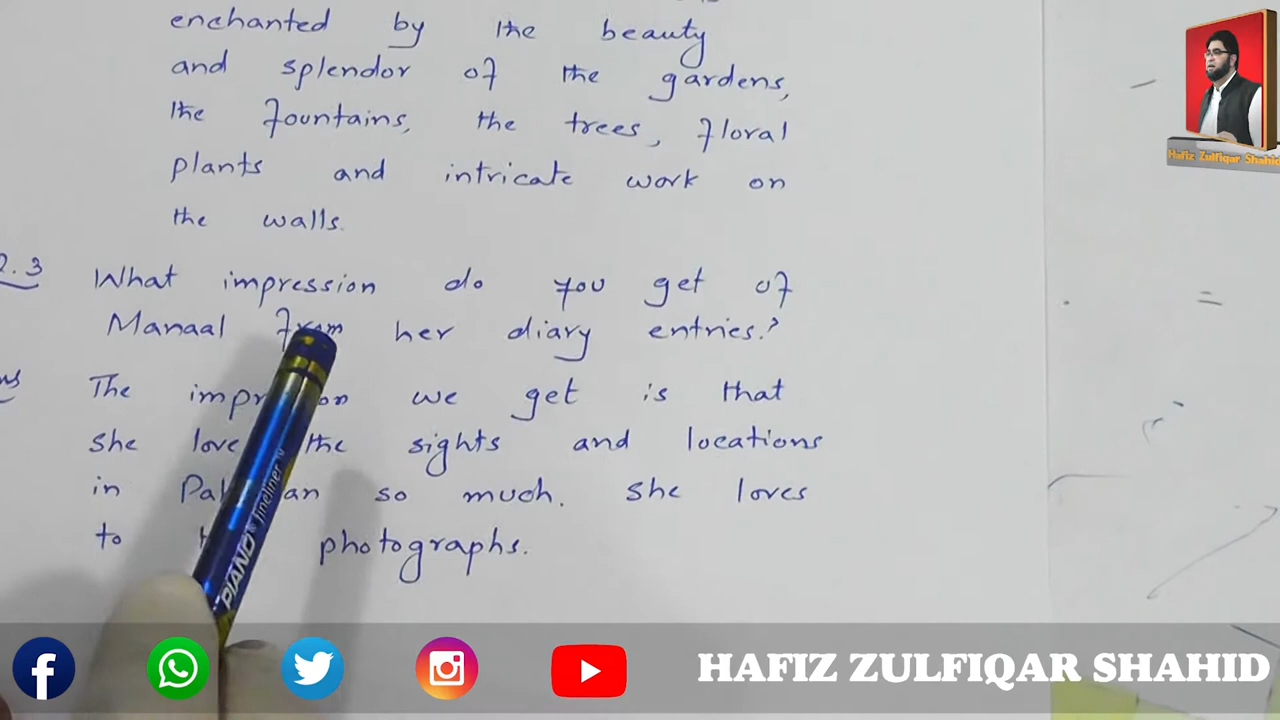 enchanted by the beauty
and splendor of the gardens,
the fountains, the trees, floral
plants and intricate work on
the walls.
2.3 What impression do you get of
Manaal from her diary entries?
The we get is that
she the sights and locations
in so much. She loves
to photographs.
PIANO fineliner
Hafiz Zulfiqar Shahid
HAFIZ ZULFIQAR SHAHID